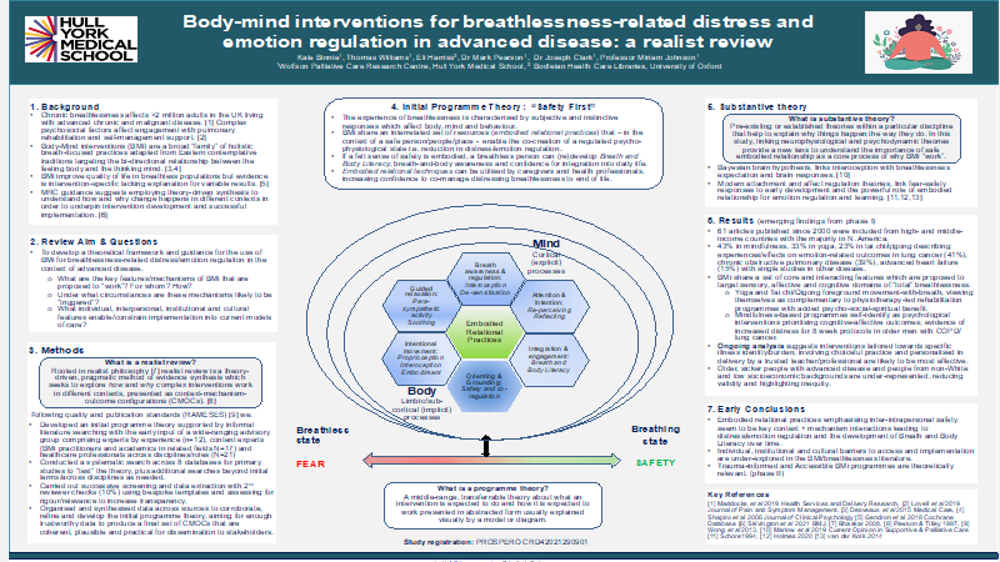 HULL
YORK
MEDICAL
SCHOOL
Body-mind interventions for breathlessness-related distress and
emotion regulation in advanced disease: a realist review
Kate Binnie¹, Thomas Williams¹, Eli Harriss², Dr Mark Pearson¹, Dr Joseph Clark¹, Professor Miriam Johnson¹
¹Wolfson Palliative Care Research Centre, Hull York Medical School, ² Bodleian Health Care Libraries, University of Oxford
1. Background
• Chronic breathlessness affects >2 million adults in the UK living
with advanced chronic and malignant disease. [1] Complex
psychosocial factors affect engagement with pulmonary
rehabilitation and self-management support. [2]
• Body-Mind interventions (BMi) are a broad "family" of holistic
breath-focused practices adapted from Eastern contemplative
traditions targeting the bi-directional relationship between the
feeling body and the thinking mind. [3,4]
• BMi improve quality of life in breathless populations but evidence
is intervention-specific lacking explanation for variable results. [5]
• MRC guidance suggests employing theory-driven synthesis to
understand how and why change happens in different contexts in
order to underpin intervention development and successful
implementation. [6]
2. Review Aim & Questions
• To develop a theoretical framework and guidance for the use of
BMi for breathlessness-related distress/emotion regulation in the
context of advanced disease.
o What are the key features/mechanisms of BMi that are
proposed to "work"? For whom? How?
o Under what circumstances are these mechanisms likely to be
"triggered"?
o What individual, interpersonal, institutional and cultural
features enable/constrain implementation into current models
of care?
3. Methods
What is a realist review?
Rooted in realist philosophy [7] realist review is a theory-
driven, pragmatic method of evidence synthesis which
seeks to explore how and why complex interventions work
in different contexts, presented as context-mechanism-
outcome configurations (CMOCs). [8]
Following quality and publication standards (RAMESES) [9] we:
• Developed an initial programme theory supported by informal
literature searching with the early input of a wide-ranging advisory
group comprising experts by experience (n=12), content experts
(BMi practitioners and academics in related fields N=17) and
healthcare professionals across disciplines/roles (N=21)
• Conducted a systematic search across 8 databases for primary
studies to "test" the theory, plus additional searches beyond initial
terms/across disciplines as needed.
• Carried out successive screening and data extraction with 2ⁿᵈ
reviewer checks (10%) using bespoke templates and assessing for
rigour/relevance to increase transparency.
• Organised and synthesised data across sources to corroborate,
refine and develop the initial programme theory, aiming for enough
trustworthy data to produce a final set of CMOCs that are
coherent, plausible and practical for dissemination to stakeholders.
4. Initial Programme Theory: "Safety First"
• The experience of breathlessness is characterised by subjective and instinctive
responses which affect body, mind and behaviour.
• BMi share an interrelated set of resources (embodied relational practices) that – in the
context of a safe person/people/place - enable the co-creation of a regulated psycho-
physiological state i.e. reduction in distress/emotion regulation.
• If a felt sense of safety is embodied, a breathless person can (re)develop Breath and
Body Literacy, breath-and-body awareness and confidence for integration into daily life.
• Embodied relational techniques can be utilised by caregivers and health professionals,
increasing confidence to co-manage distressing breathlessness to end of life.
Mind
Cortical
(explicit)
processes
Breath
awareness &
regulation:
Interoception
De-sensitisation
Guided
relaxation:
Para-
sympathetic
activity
Soothing
Attention &
Intention:
Re-perceiving
Reflecting
Embodied
Relational
Practices
Intentional
movement:
Proprioception
Interoception
Embodiment
Integration &
engagement:
Breath and
Body Literacy
Orienting &
Grounding:
Safety and co-
regulation
Body
Limbic/sub-
cortical (implicit)
processes
Breathless
state
Breathing
state
FEAR
SAFETY
What is a programme theory?
A middle-range, transferrable theory about what an
intervention is expected to do and how it is expected to
work presented in abstracted form usually explained
visually by a model or diagram.
Study registration: PROSPERO CRD42021290901
5. Substantive theory
What is substantive theory?
Pre-existing or established theories within a particular discipline
that help to explain why things happen the way they do. In this
study, linking neurophysiological and psychodynamic theories
provide a new lens to understand the importance of safe
embodied relationship as a core process of why BMi "work".
• Bayesian brain hypothesis, links interoception with breathlessness
expectation and brain responses. [10]
• Modern attachment and affect regulation theories, link fear-safety
responses to early development and the powerful role of embodied
relationship for emotion regulation and learning. [11,12,13]
6. Results (emerging findings from phase I)
• 61 articles published since 2000 were included from high- and middle-
income countries with the majority in N. America.
• 43% in mindfulness, 33% in yoga, 23% in tai chi/qigong describing
experiences/effects on emotion-related outcomes in lung cancer (41%),
chronic obstructive pulmonary disease (39%), advanced heart failure
(15%) with single studies in other disease.
• BMi share a set of core and interacting features which are proposed to
target sensory, affective and cognitive domains of "total" breathlessness.
o Yoga and Tai chi/Qigong foreground movement-with-breath, viewing
themselves as complementary to physiotherapy-led rehabilitation
programmes with added psycho-social-spiritual benefit.
o Mindfulness-based programmes self-identify as psychological
interventions prioritising cognitive-affective outcomes, evidence of
increased distress for 8 week protocols in older men with COPD/
lung cancer.
• Ongoing analysis suggests interventions tailored towards specific
illness identity/burden, involving choiceful practice and personalised in
delivery by a trusted teacher/professional are likely to be most effective.
• Older, sicker people with advanced disease and people from non-White
and low socioeconomic backgrounds are under-represented, reducing
validity and highlighting inequity.
7. Early Conclusions
• Embodied relational practices emphasising inter-intrapersonal safety
seem to be key context + mechanism interactions leading to
distress/emotion regulation and the development of Breath and Body
Literacy over time.
• Individual, institutional and cultural barriers to access and implementation
are under-explored in the BMi/breathlessness literature.
• Trauma-informed and Accessible BMi programmes are theoretically
relevant. (phase II)
Key References
[1] Maddocks et al 2019 Health Services and Delivery Research, [2] Lovell et al 2019
Journal of Pain and Symptom Management, [3] Desveaux et al 2015 Medical Care, [4]
Shapiro et al 2006 Journal of Clinical Psychology [5] Gendron et al 2018 Cochrane
Database [6] Skivington et al 2021 BMJ, [7] Bhaskar 2008, [8] Pawson & Tilley 1997, [9]
Wong et al 2013, [10] Marlow et al 2019 Current Opinion in Supportive & Palliative Care
[11] Schore 1994, [12] Holmes 2020 [13] van der Kolk 2014